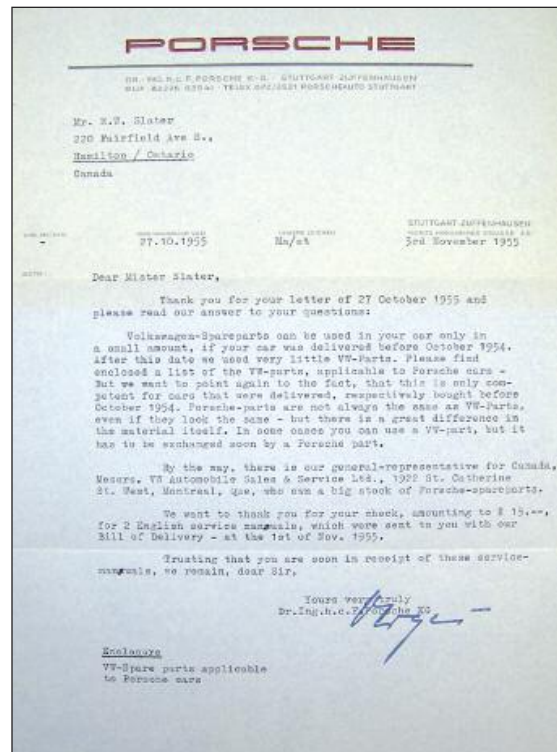 PORSCHE
DR.-ING. H.C. F. PORSCHE K.-G. STUTTGART-ZUFFENHAUSEN
Mr. H.W. Slater
220 Fairfield Ave S.,
Hamilton / Ontario
Canada
STUTTGART-ZUFFENHAUSEN
- 27.10.1955 Ma/st 3rd November 1955
Dear Mister Slater,
Thank you for your letter of 27 October 1955 and
please read our answer to your questions:
Volkswagen-Spareparts can be used in your car only in
a small amount, if your car was delivered before October 1954.
After this date we used very little VW-Parts. Please find
enclosed a list of the VW-parts, applicable to Porsche cars -
But we want to point again to the fact, that this is only com-
petent for cars that were delivered, respectively bought before
October 1954. Porsche-parts are not always the same as VW-Parts,
even if they look the same - but there is a great difference in
the material itself. In some cases you can use a VW-part, but it
has to be exchanged soon by a Porsche part.
By the way, there is our general-representative for Canada,
Messrs. VW Automobile Sales & Service Ltd., 1922 St. Catherine
St. West, Montreal, Que, who own a big stock of Porsche-spareparts.
We want to thank you for your check, amounting to $ 15.--,
for 2 English service manuals, which were sent to you with our
Bill of Delivery - at the 1st of Nov. 1955.
Trusting that you are soon in receipt of these service-
manuals, we remain, dear Sir,
Yours very truly
Dr.Ing.h.c.F.Porsche KG
Enclosure
VW-Spare parts applicable
to Porsche cars